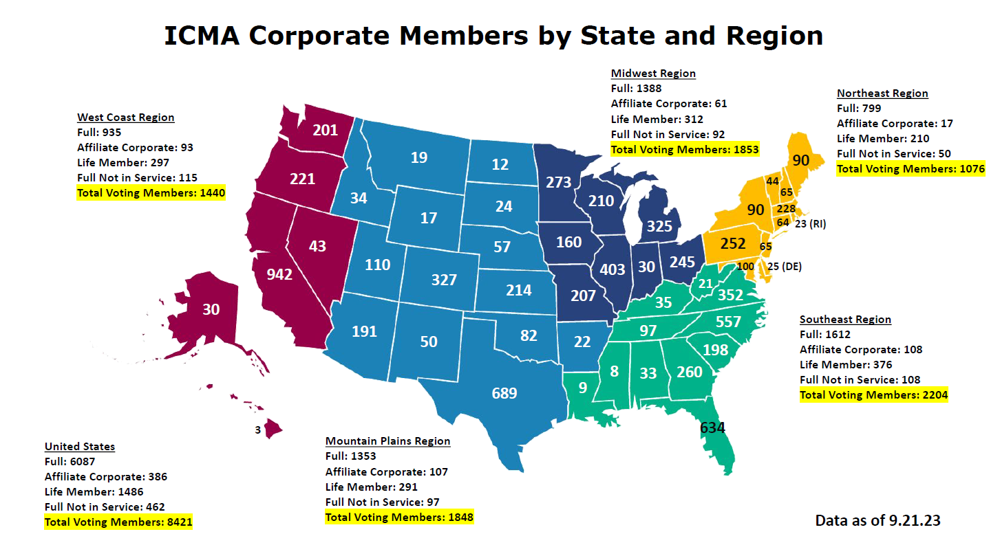 ICMA Corporate Members by State and Region
Midwest Region
Full: 1388
Affiliate Corporate: 61
Life Member: 312
Full Not in Service: 92
Total Voting Members: 1853
Northeast Region
Full: 799
Affiliate Corporate: 17
Life Member: 210
Full Not in Service: 50
Total Voting Members: 1076
West Coast Region
Full: 935
Affiliate Corporate: 93
Life Member: 297
Full Not in Service: 115
Total Voting Members: 1440
201
221
43
942
30
3
19
34
17
110
327
191
50
12
24
57
214
82
22
689
273
210
325
160
403
30
245
207
90
44
65
90
228
64
23 (RI)
252
65
100
25 (DE)
21
352
35
557
97
198
8
33
260
9
634
Southeast Region
Full: 1612
Affiliate Corporate: 108
Life Member: 376
Full Not in Service: 108
Total Voting Members: 2204
United States
Full: 6087
Affiliate Corporate: 386
Life Member: 1486
Full Not in Service: 462
Total Voting Members: 8421
Mountain Plains Region
Full: 1353
Affiliate Corporate: 107
Life Member: 291
Full Not in Service: 97
Total Voting Members: 1848
Data as of 9.21.23